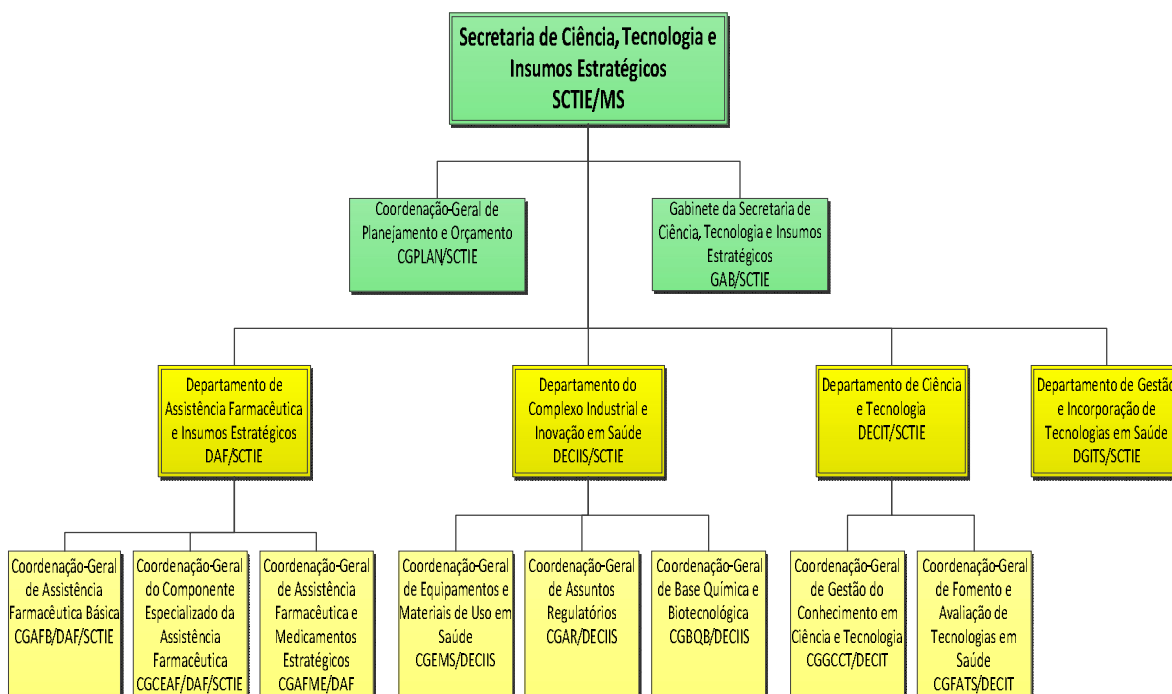 Secretaria de Ciência, Tecnologia e
Insumos Estratégicos
SCTIE/MS
Coordenação-Geral de
Planejamento e Orçamento
CGPLAN/SCTIE
Gabinete da Secretaria de
Ciência, Tecnologia e Insumos
Estratégicos
GAB/SCTIE
Departamento de
Assistência Farmacêutica
e Insumos Estratégicos
DAF/SCTIE
Departamento do
Complexo Industrial e
Inovação em Saúde
DECIIS/SCTIE
Departamento de Ciência
e Tecnologia
DECIT/SCTIE
Departamento de Gestão
e Incorporação de
Tecnologias em Saúde
DGITS/SCTIE
Coordenação-Geral
de Assistência
Farmacêutica Básica
CGAFB/DAF/SCTIE
Coordenação-Geral
do Componente
Especializado da
Assistência
Farmacêutica
CGCEAF/DAF/SCTIE
Coordenação-Geral
de Assistência
Farmacêutica e
Medicamentos
Estratégicos
CGAFME/DAF
Coordenação-Geral
de Equipamentos e
Materiais de Uso em
Saúde
CGEMS/DECIIS
Coordenação-Geral
de Assuntos
Regulatórios
CGAR/DECIIS
Coordenação-Geral
de Base Química e
Biotecnológica
CGBQB/DECIIS
Coordenação-Geral
de Gestão do
Conhecimento em
Ciência e Tecnologia
CGGCCT/DECIT
Coordenação-Geral
de Fomento e
Avaliação de
Tecnologias em
Saúde
CGFATS/DECIT